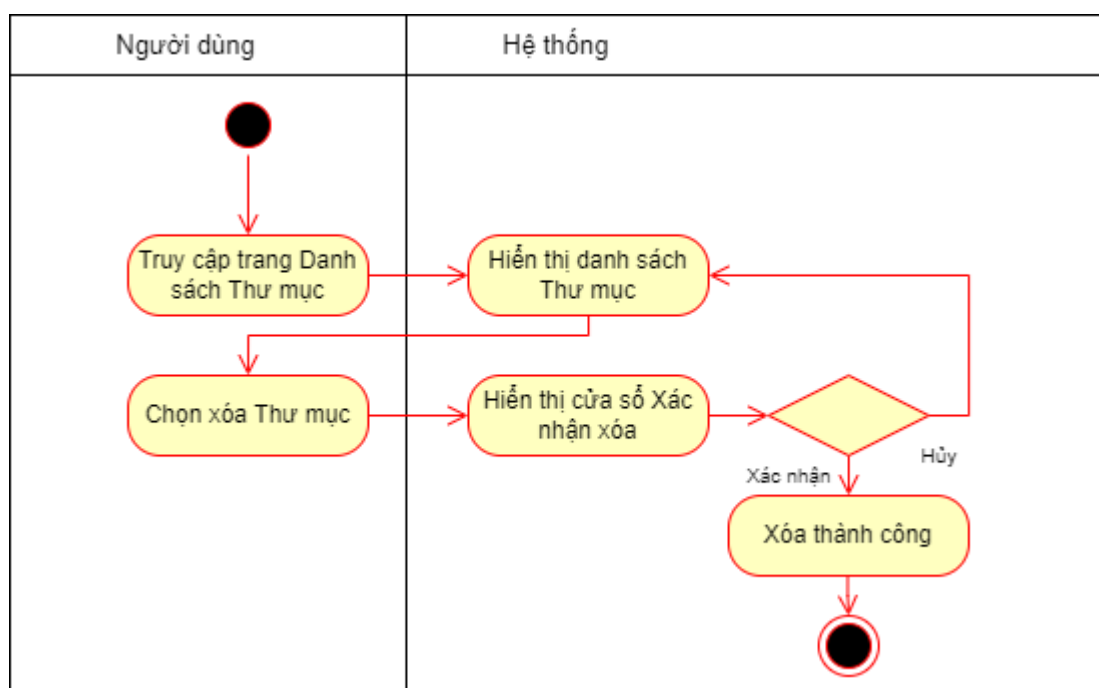 Người dùng
Hệ thống
Truy cập trang Danh
sách Thư mục
Hiển thị danh sách
Thư mục
Chọn xóa Thư mục
Hiển thị cửa sổ Xác
nhận xóa
Hủy
Xác nhận
Xóa thành công